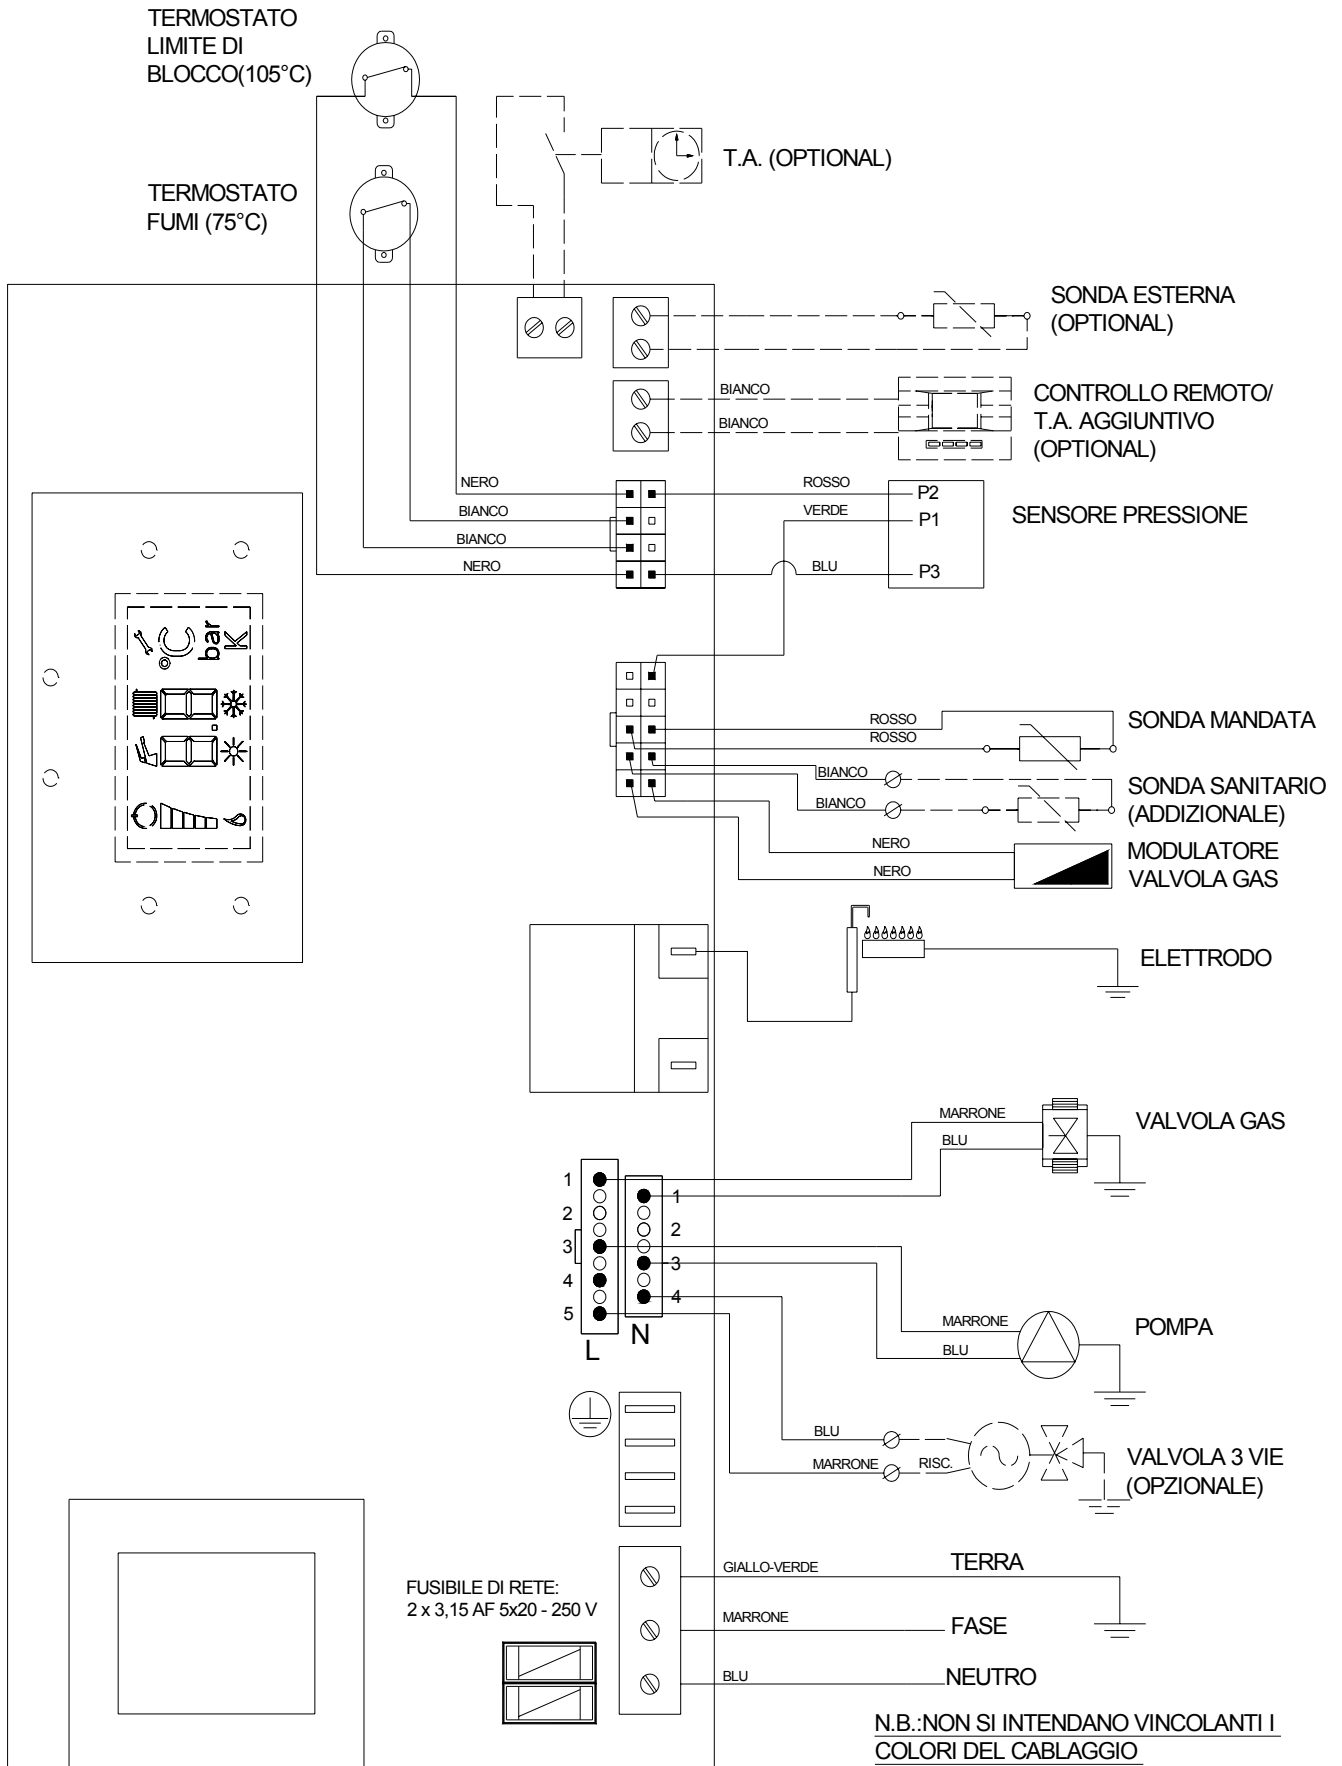 TERMOSTATO
LIMITE DI
BLOCCO(105°C)
T.A. (OPTIONAL)
TERMOSTATO
FUMI (75°C)
SONDA ESTERNA
(OPTIONAL)
BIANCO
BIANCO
CONTROLLO REMOTO/
T.A. AGGIUNTIVO
(OPTIONAL)
NERO
BIANCO
BIANCO
NERO
ROSSO
VERDE
BLU
P2
P1
P3
SENSORE PRESSIONE
°C
bar
K
ROSSO
ROSSO
SONDA MANDATA
BIANCO
BIANCO
SONDA SANITARIO
(ADDIZIONALE)
NERO
NERO
MODULATORE
VALVOLA GAS
ELETTRODO
MARRONE
BLU
VALVOLA GAS
1
2
3
4
5
L
1
2
3
4
N
MARRONE
BLU
POMPA
BLU
MARRONE
RISC.
VALVOLA 3 VIE
(OPZIONALE)
FUSIBILE DI RETE:
2 x 3,15 AF 5x20 - 250 V
GIALLO-VERDE
TERRA
MARRONE
FASE
BLU
NEUTRO
N.B.:NON SI INTENDANO VINCOLANTI I
COLORI DEL CABLAGGIO